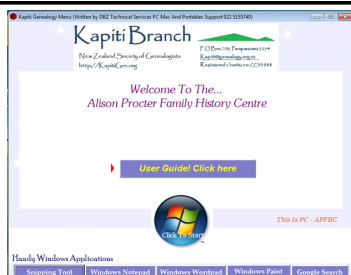 Kapiti Genealogy Menu (Written by DBZ Technical Services PC Mac And Portables Support 022 5155740)
Kapiti Branch
New Zealand Society of Genealogists
http://KapitiGen.org
P O Box 705, Paraparaumu 5254
Kapiti@genealogy.org.nz
Registered charity no. CC53988
Welcome To The...
Alison Procter Family History Centre
User Guide! Click here
Click To Start
This Is PC - APFHC
Handy Windows Applications
Snipping Tool
Windows Notepad
Windows Wordpad
Windows Paint
Google Search